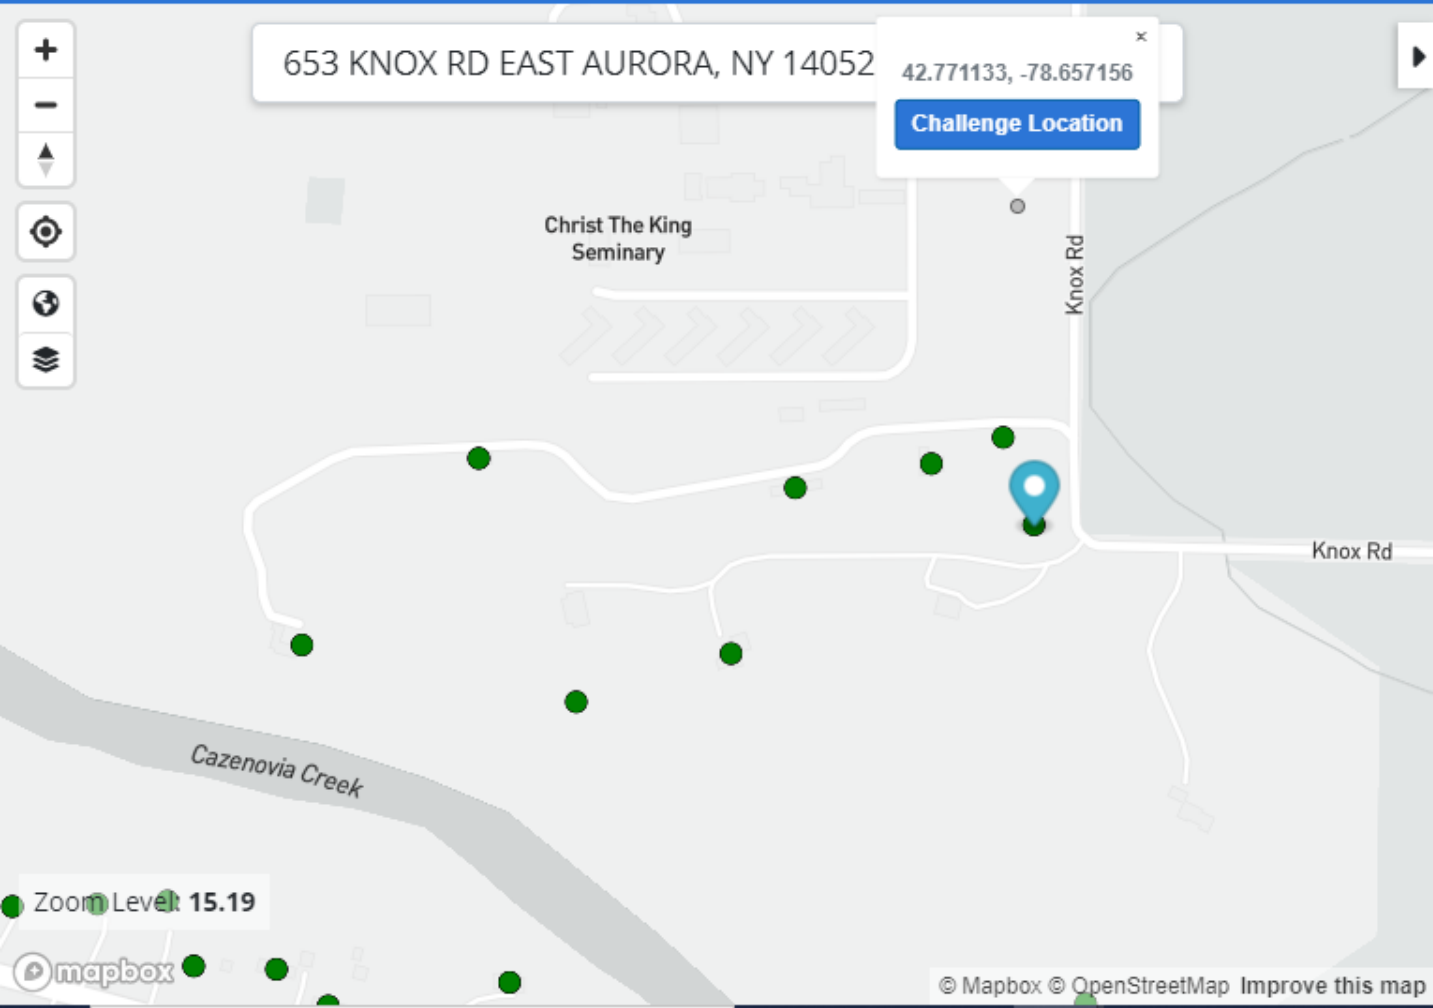 653 KNOX RD EAST AURORA, NY 14052
×
42.771133, -78.657156
Challenge Location
Christ The King
Seminary
Knox Rd
Knox Rd
Cazenovia Creek
Zoom Level: 15.19
mapbox
© Mapbox © OpenStreetMap Improve this map